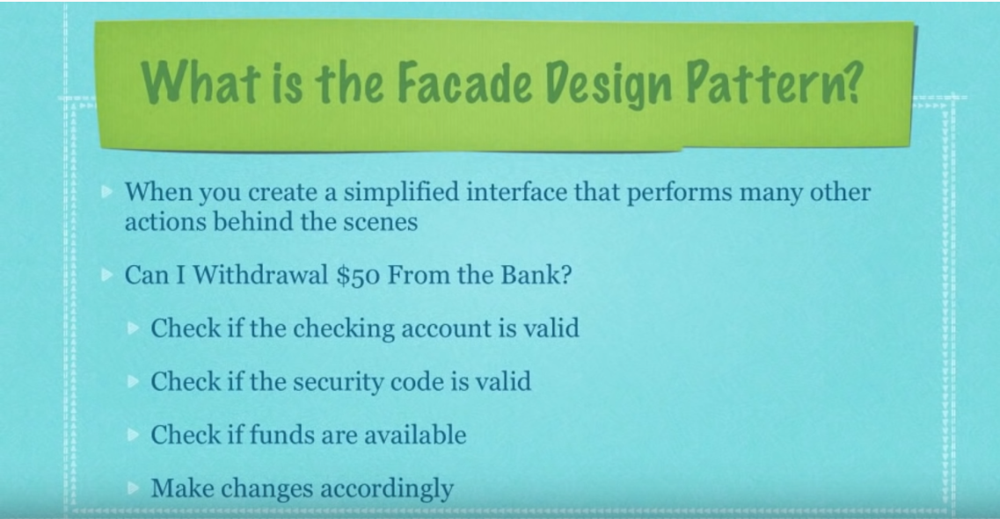 What is the Facade Design Pattern?
When you create a simplified interface that performs many other
actions behind the scenes
Can I Withdrawal $50 From the Bank?
Check if the checking account is valid
Check if the security code is valid
Check if funds are available
Make changes accordingly